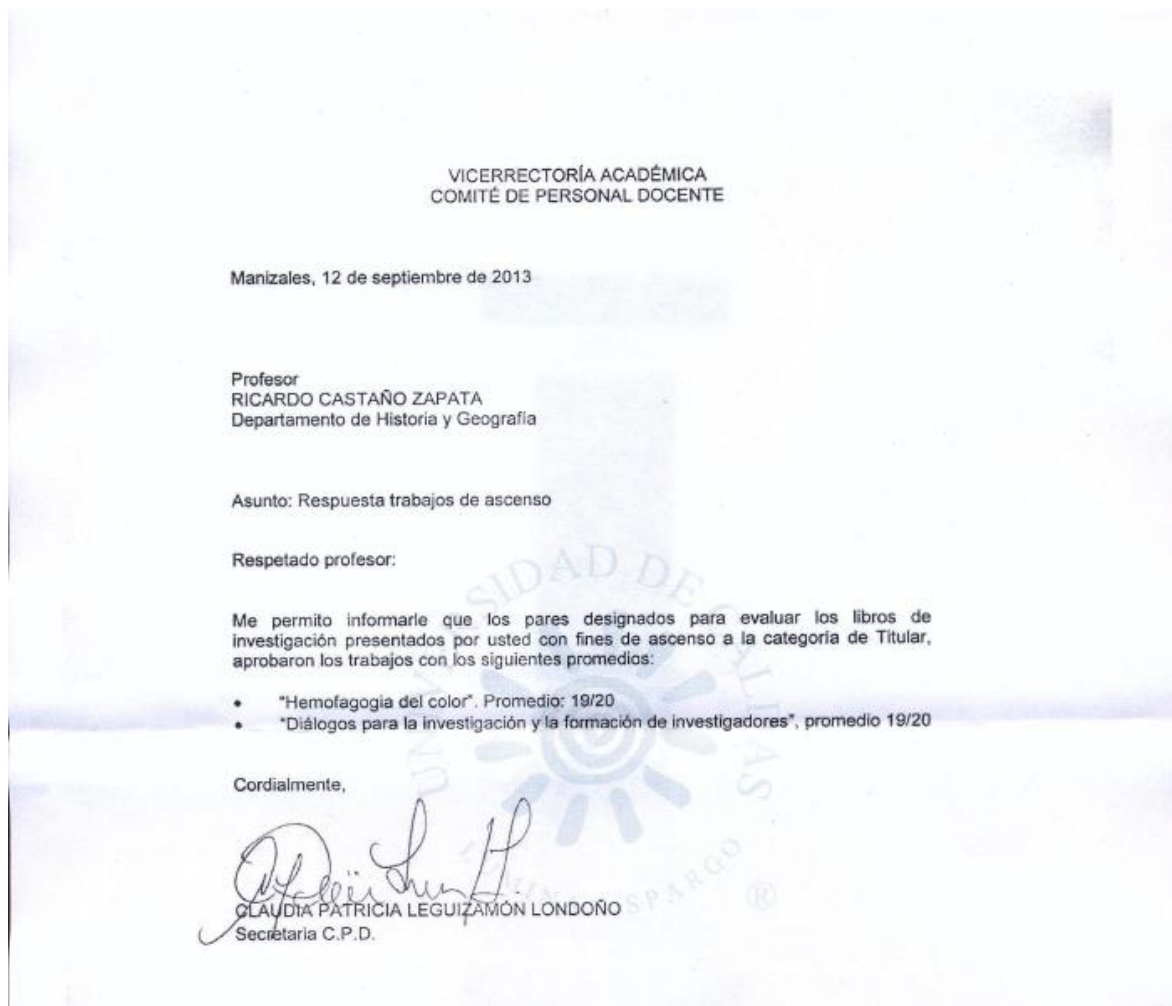 VICERRECTORÍA ACADÉMICA
COMITÉ DE PERSONAL DOCENTE
Manizales, 12 de septiembre de 2013
Profesor
RICARDO CASTAÑO ZAPATA
Departamento de Historia y Geografía
Asunto: Respuesta trabajos de ascenso
Respetado profesor:
Me permito informarle que los pares designados para evaluar los libros de
investigación presentados por usted con fines de ascenso a la categoría de Titular,
aprobaron los trabajos con los siguientes promedios:
• "Hemofagogia del color". Promedio: 19/20
• "Diálogos para la investigación y la formación de investigadores", promedio 19/20
Cordialmente,
CLAUDIA PATRICIA LEGUIZAMÓN LONDOÑO
Secretaria C.P.D.
UNIVERSIDAD DE CALDAS
®